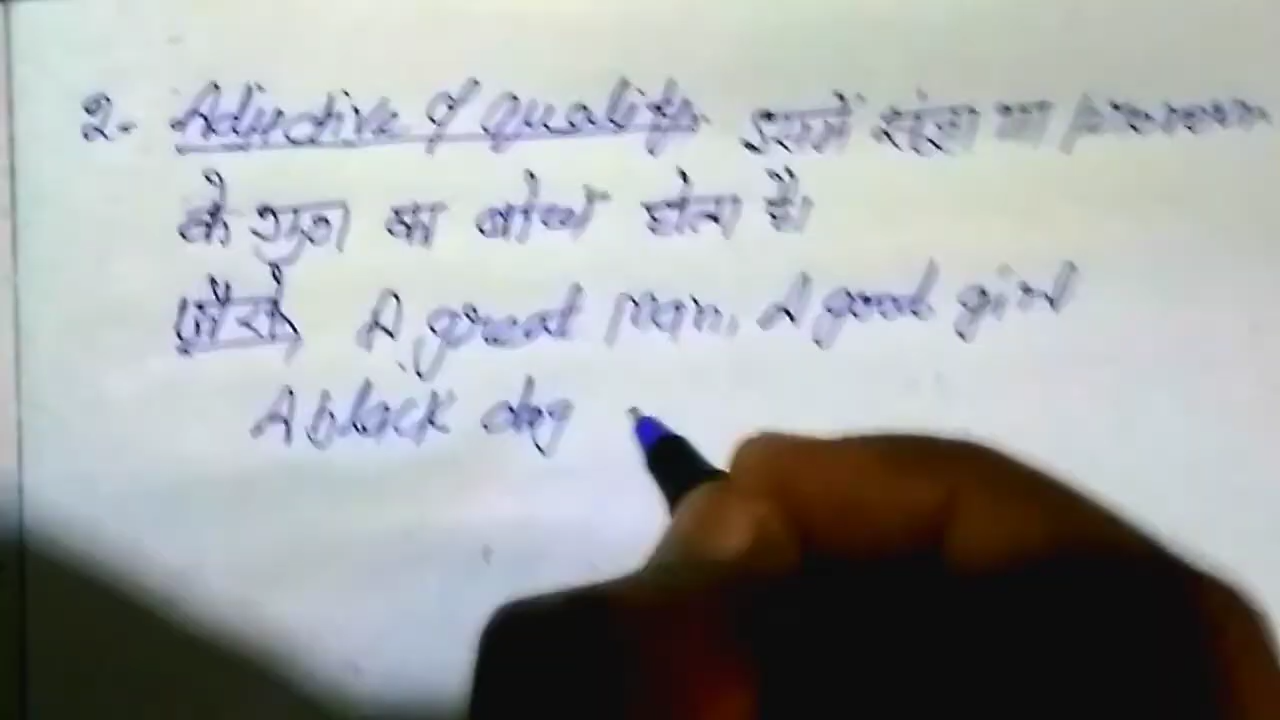 2- Adjective of quality- इसमें संज्ञा या pronoun
के गुण का बोध होता है।
जैसे, A great man, A good girl
A black dog